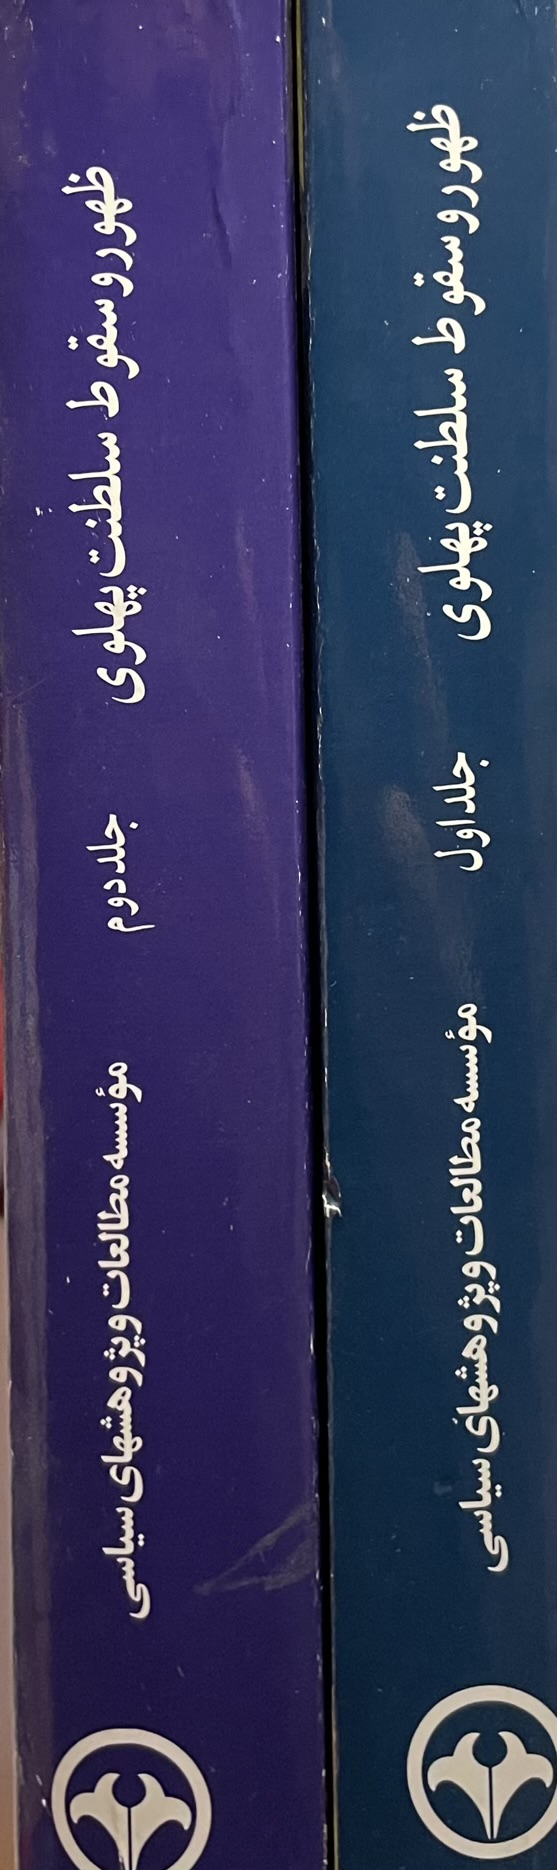 ظهور و سقوط سلطنت پهلوی
جلد دوم
مؤسسه مطالعات و پژوهشهای سیاسی
ظهور و سقوط سلطنت پهلوی
جلد اول
مؤسسه مطالعات و پژوهشهای سیاسی